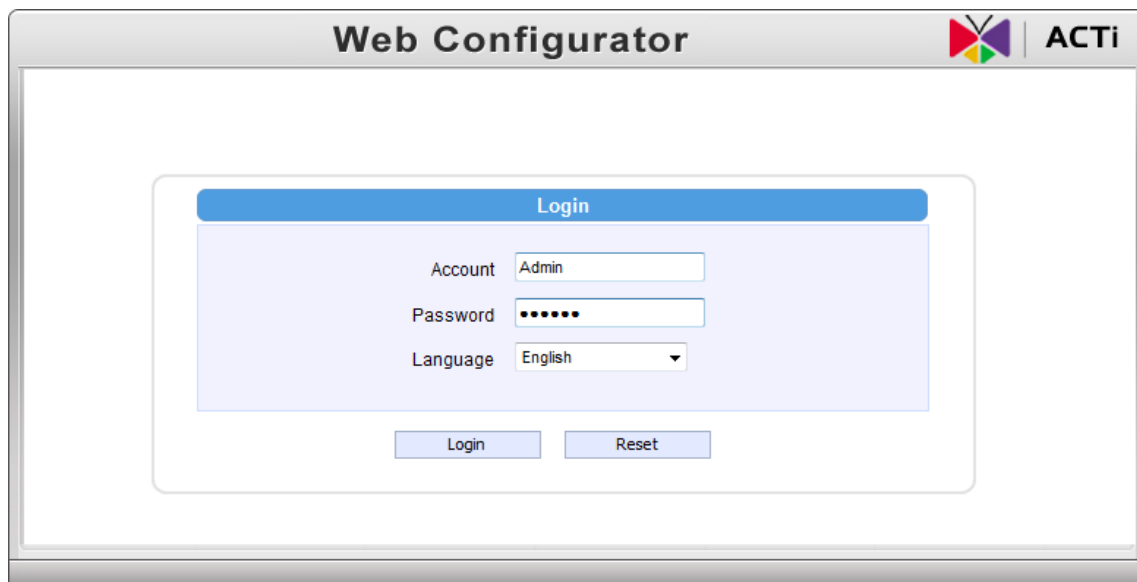 Web Configurator
ACTi
Login
Account Admin
Password ••••••
Language English
Login Reset